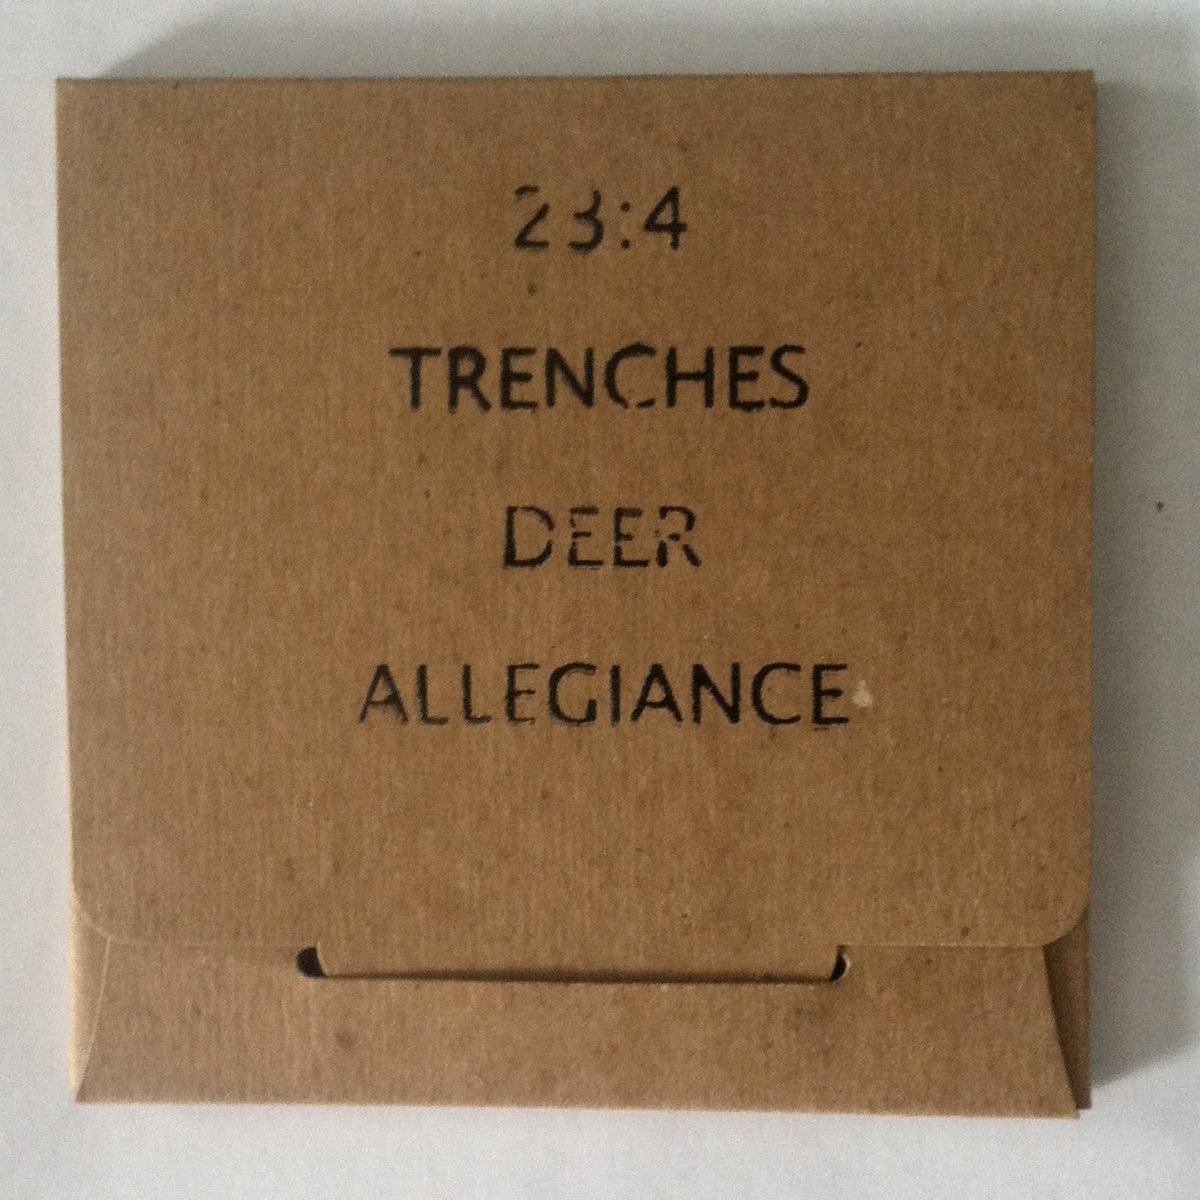 23:4
TRENCHES
DEER
ALLEGIANCE